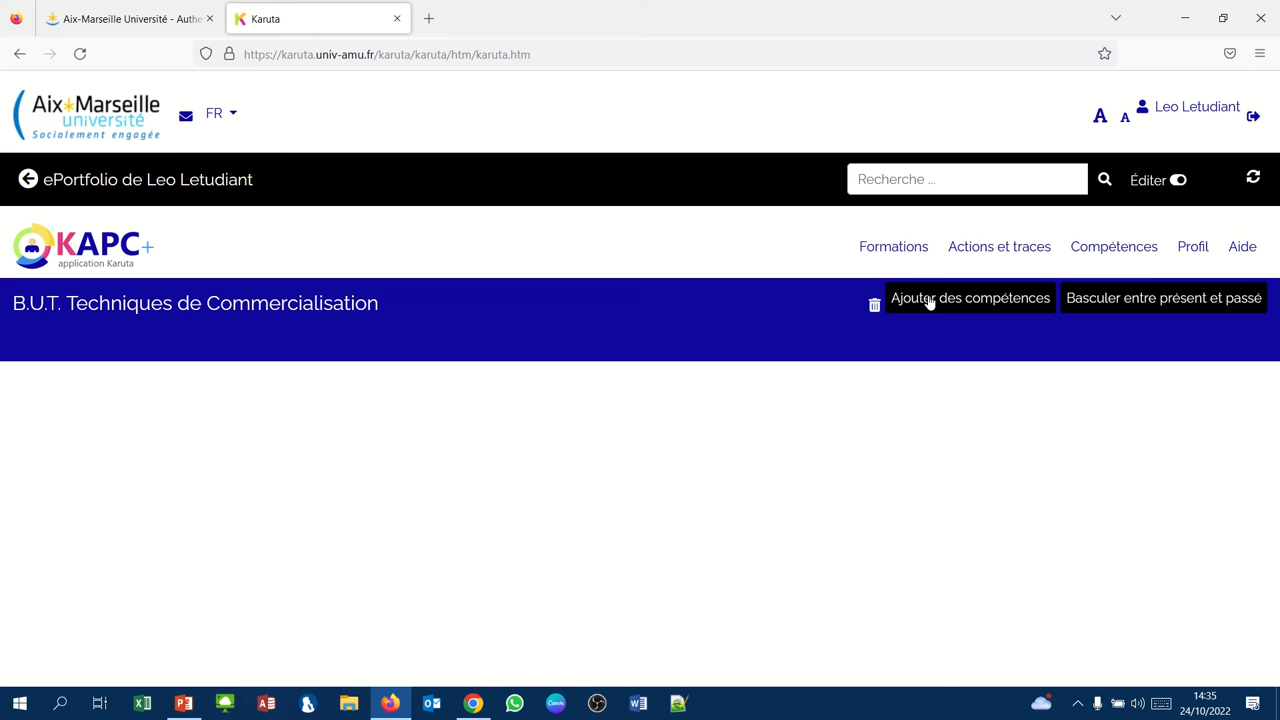 Aix-Marseille Université - Authe
Karuta
https://karuta.univ-amu.fr/karuta/karuta/htm/karuta.htm
Aix Marseille
université
Socialement engagée
FR
A A
Leo Letudiant
ePortfolio de Leo Letudiant
Recherche ...
Éditer
KAPC+
application Karuta
Formations
Actions et traces
Compétences
Profil
Aide
B.U.T. Techniques de Commercialisation
Ajouter des compétences
Basculer entre présent et passé
14:35
24/10/2022